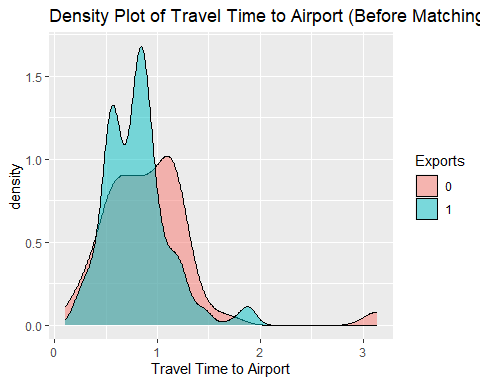 Density Plot of Travel Time to Airport (Before Matching
1.5
1.0
0.5
0.0
density
0 1 2 3
Travel Time to Airport
Exports
0
1